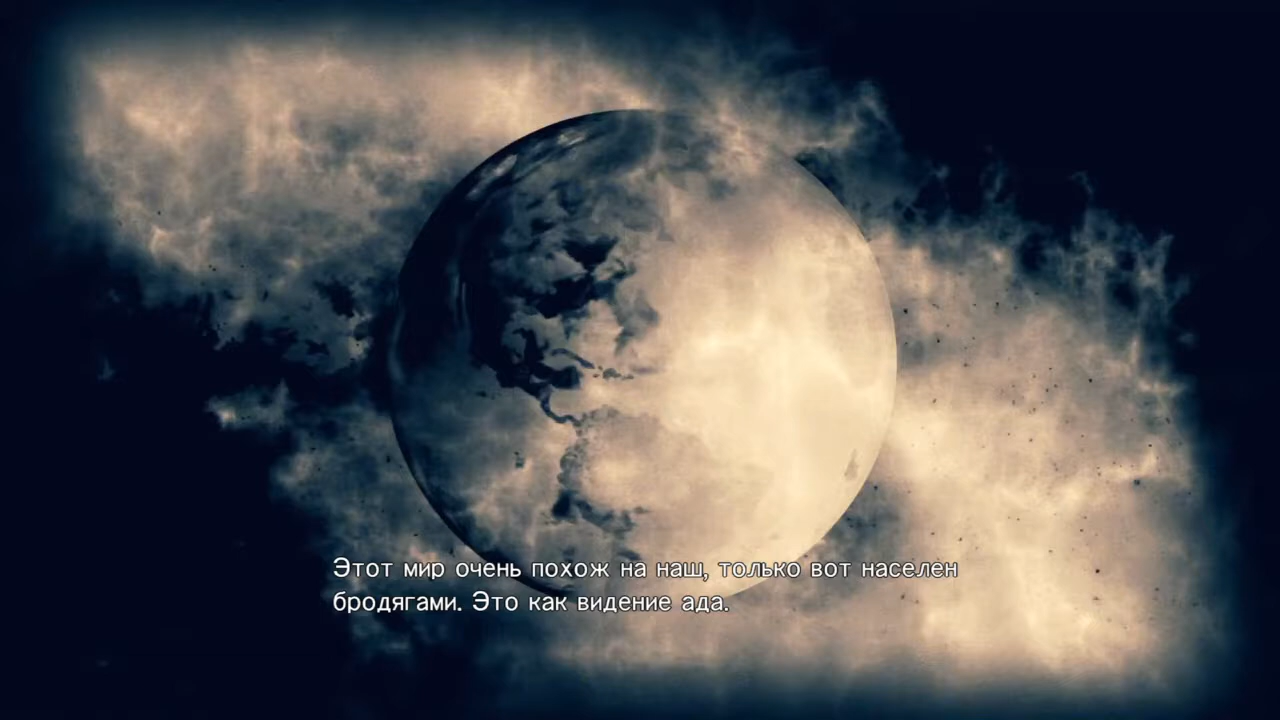 Этот мир очень похож на наш, только вот населен
бродягами. Это как видение ада.